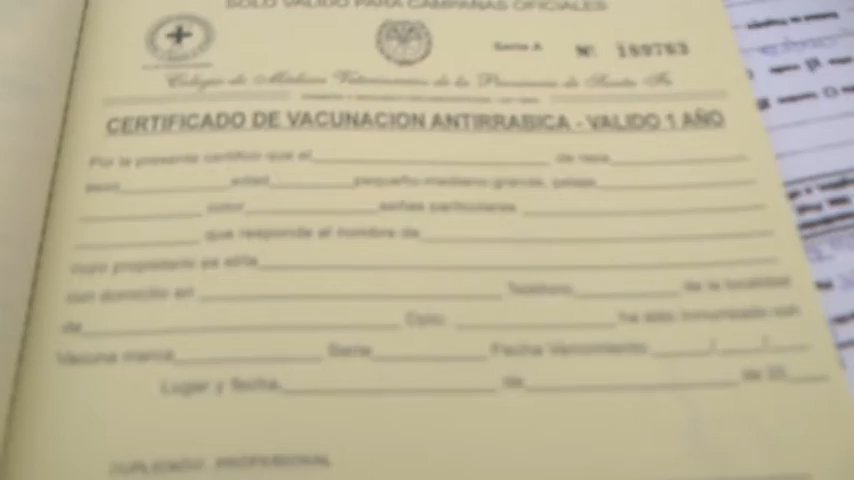 SOLO VALIDO PARA CAMPAÑAS OFICIALES
Serie A Nº 189763
Colegio de Médicos Veterinarios de la Provincia de Santa Fe
CERTIFICADO DE VACUNACION ANTIRRABICA - VALIDO 1 AÑO
Por la presente certifico que el de raza
sexo edad pequeño-mediano-grande, pelaje
color señas particulares
que responde al nombre de
cuyo propietario es el/la
con domicilio en Teléfono de la localidad
de Dpto. ha sido inmunizado con
Vacuna marca Serie Fecha Vencimiento / /
Lugar y fecha, de de 20
DUPLICADO: PROFESIONAL